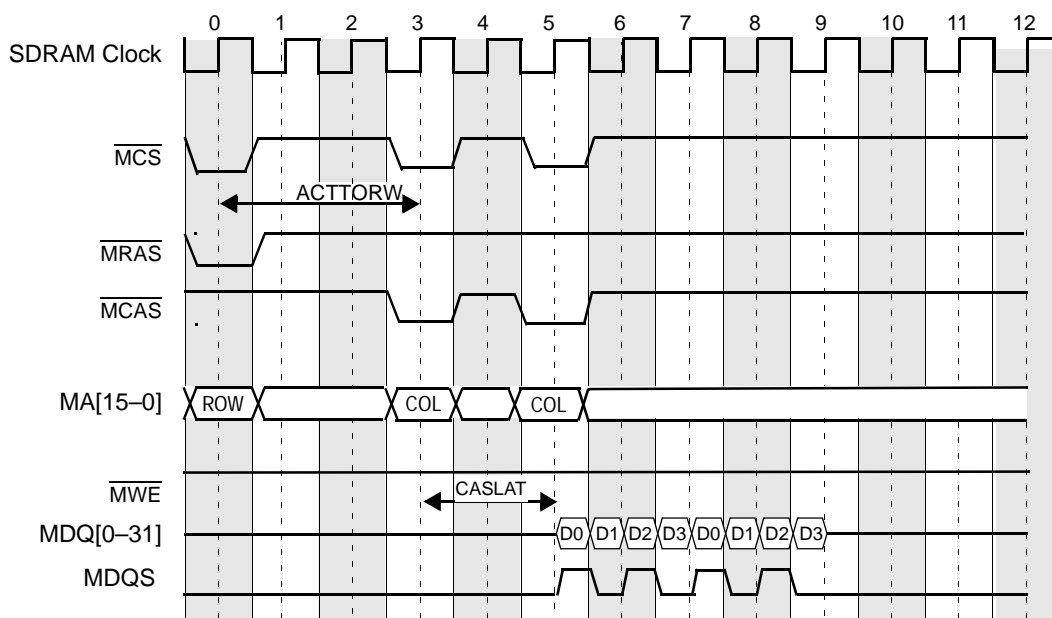 0 1 2 3 4 5 6 7 8 9 10 11 12
SDRAM Clock
MCS
ACTTORW
MRAS
MCAS
MA[15–0] ROW COL COL
MWE
CASLAT
MDQ[0–31] D0 D1 D2 D3 D0 D1 D2 D3
MDQS